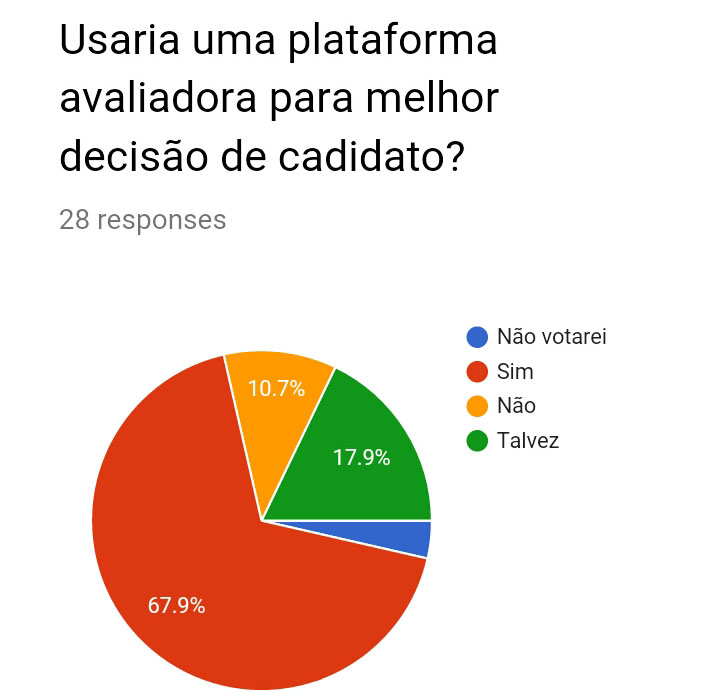 Usaria uma plataforma
avaliadora para melhor
decisão de cadidato?
28 responses
Não votarei
Sim
Não
Talvez
10.7%
17.9%
67.9%